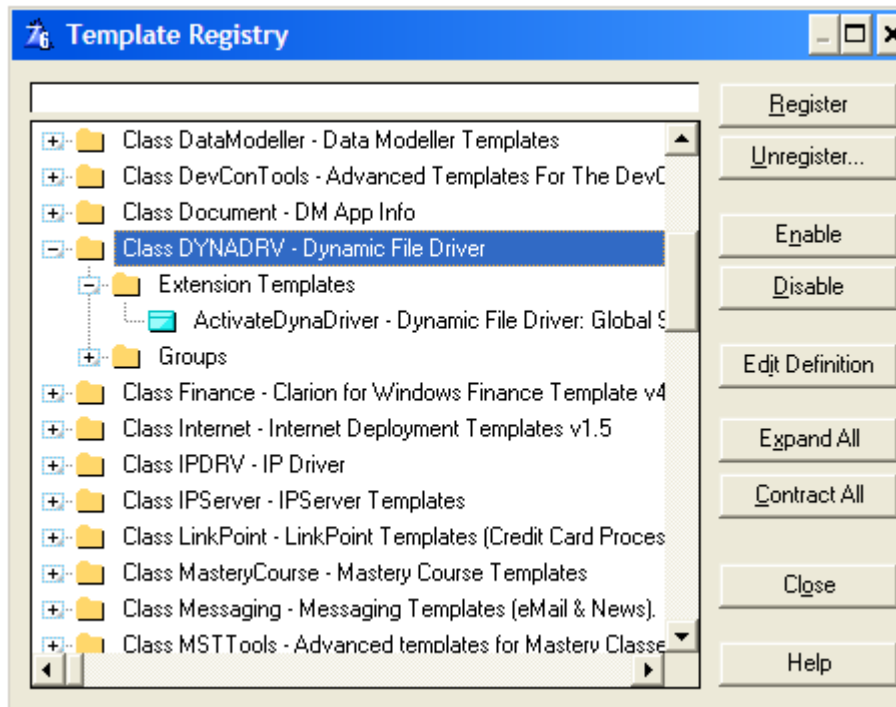 Template Registry
Class DataModeller - Data Modeller Templates
Class DevConTools - Advanced Templates For The DevC
Class Document - DM App Info
Class DYNADRV - Dynamic File Driver
Extension Templates
ActivateDynaDriver - Dynamic File Driver: Global S
Groups
Class Finance - Clarion for Windows Finance Template v4
Class Internet - Internet Deployment Templates v1.5
Class IPDRV - IP Driver
Class IPServer - IPServer Templates
Class LinkPoint - LinkPoint Templates (Credit Card Proces
Class MasteryCourse - Mastery Course Templates
Class Messaging - Messaging Templates (eMail & News).
Class MSTTools - Advanced templates for Mastery Classe
Register
Unregister...
Enable
Disable
Edit Definition
Expand All
Contract All
Close
Help